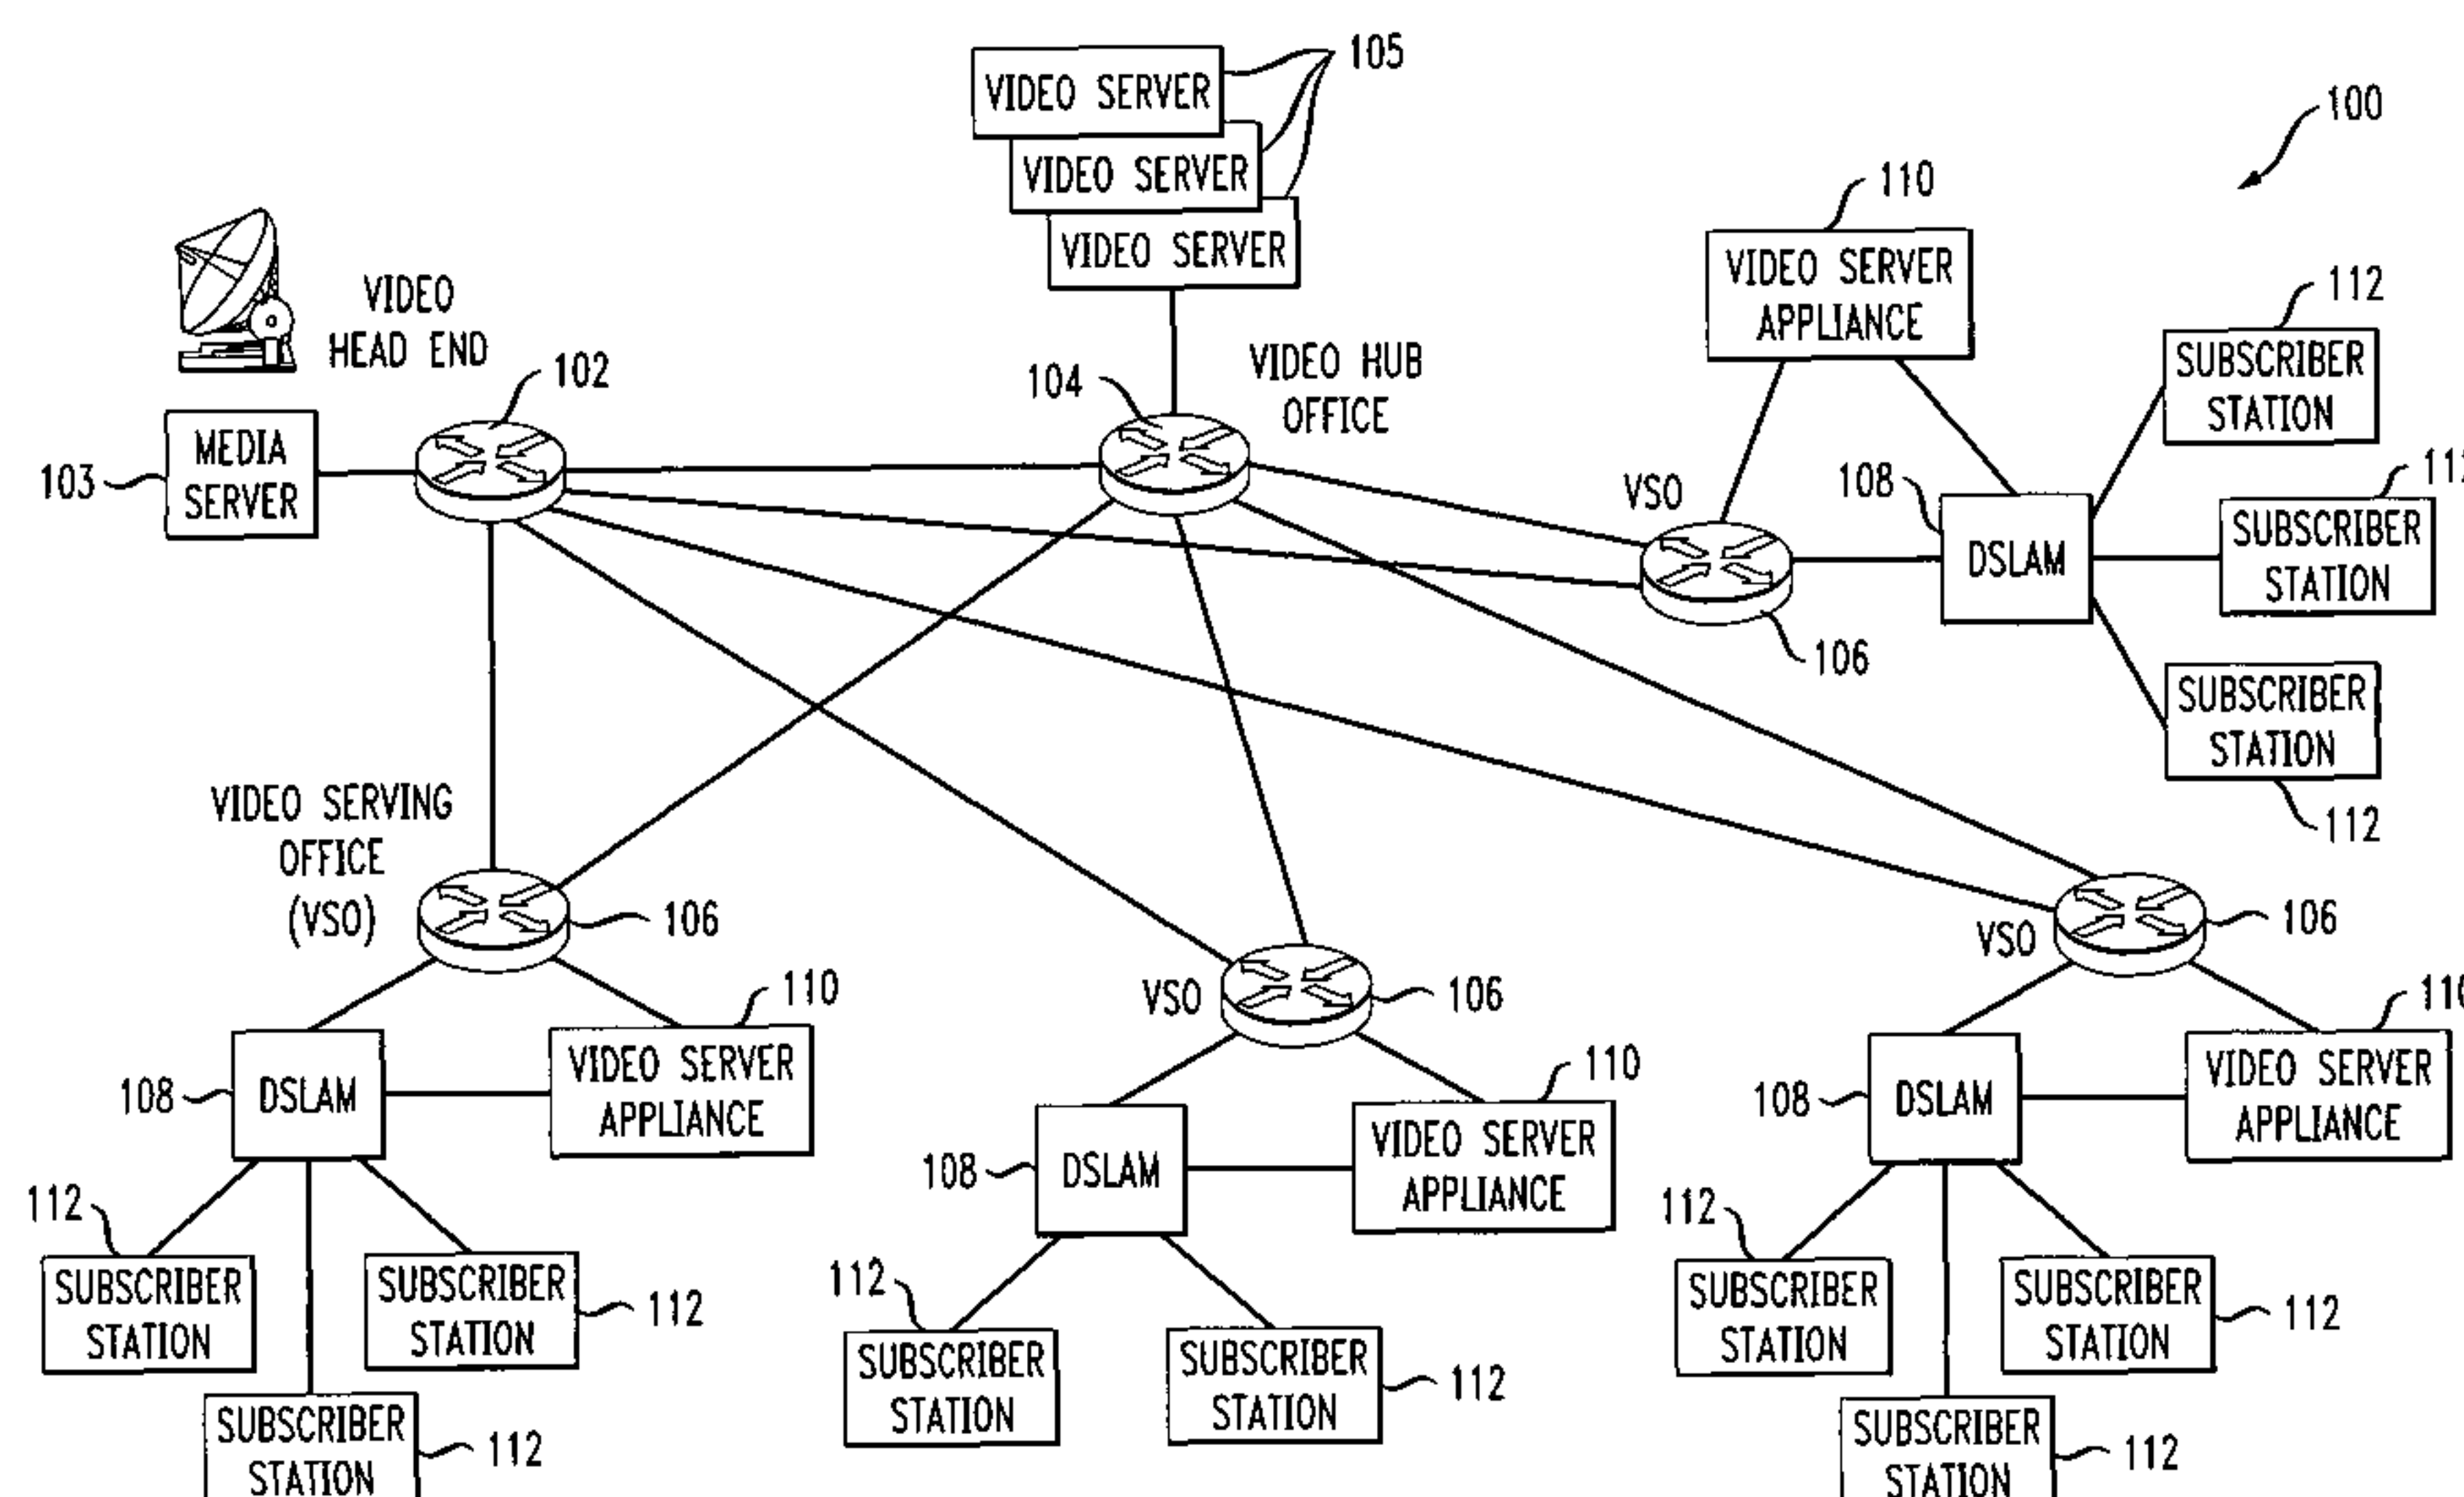 105
VIDEO SERVER
VIDEO SERVER
VIDEO SERVER
100
110
VIDEO SERVER
APPLIANCE
VIDEO
HEAD END
102
104
VIDEO HUB
OFFICE
112
SUBSCRIBER
STATION
MEDIA
SERVER
103
VSO
108
DSLAM
SUBSCRIBER
STATION
106
SUBSCRIBER
STATION
112
VIDEO SERVING
OFFICE
(VSO)
106
110
DSLAM
108
VIDEO SERVER
APPLIANCE
112
SUBSCRIBER
STATION
SUBSCRIBER
STATION
112
SUBSCRIBER
STATION
112
VSO
106
110
108
DSLAM
VIDEO SERVER
APPLIANCE
112
SUBSCRIBER
STATION
SUBSCRIBER
STATION
112
VSO
106
108
DSLAM
VIDEO SERVER
APPLIANCE
112
SUBSCRIBER
STATION
SUBSCRIBER
STATION
112
SUBSCRIBER
STATION
112